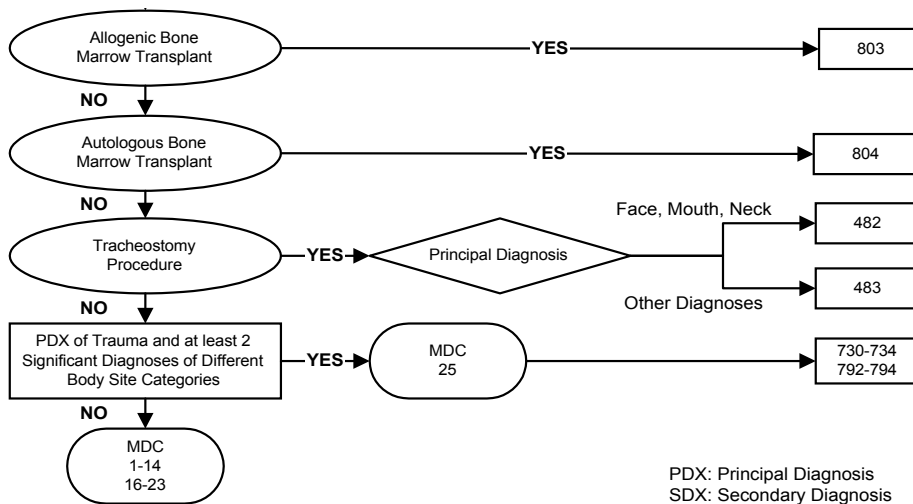 Allogenic Bone
Marrow Transplant
YES
803
NO
Autologous Bone
Marrow Transplant
YES
804
NO
Tracheostomy
Procedure
YES
Principal Diagnosis
Face, Mouth, Neck
482
Other Diagnoses
483
NO
PDX of Trauma and at least 2
Significant Diagnoses of Different
Body Site Categories
YES
MDC
25
730-734
792-794
NO
MDC
1-14
16-23
PDX: Principal Diagnosis
SDX: Secondary Diagnosis